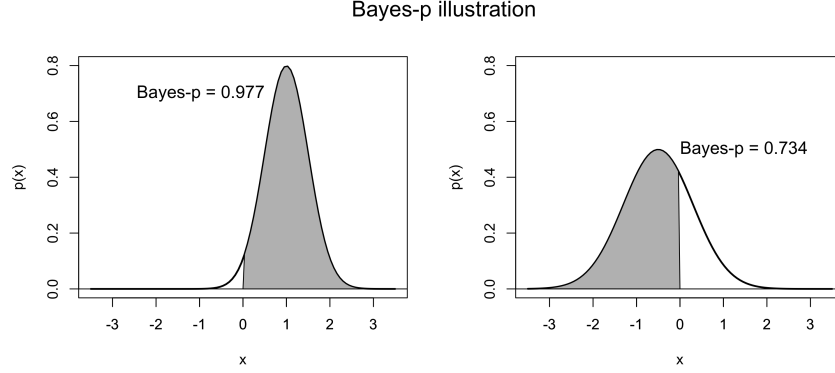 Bayes-p illustration
Bayes-p = 0.977
p(x)
0.8
0.6
0.4
0.2
0.0
-3 -2 -1 0 1 2 3
x
Bayes-p = 0.734
p(x)
0.8
0.6
0.4
0.2
0.0
-3 -2 -1 0 1 2 3
x